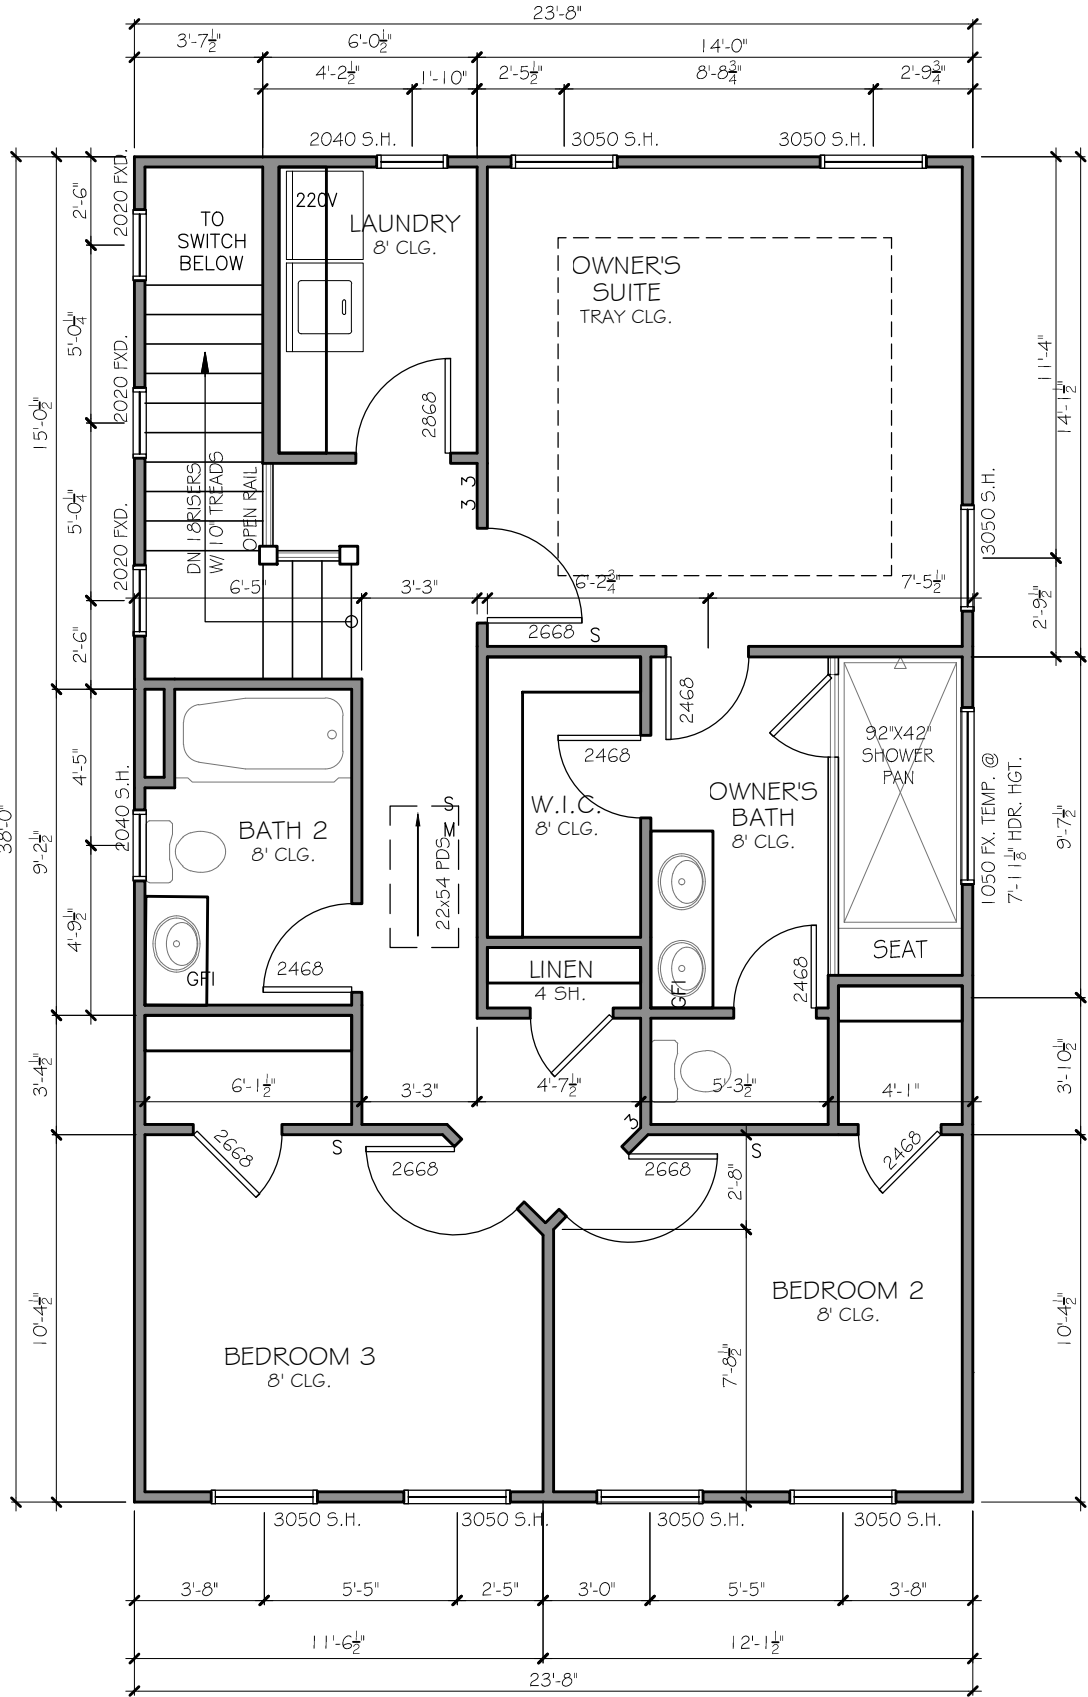 23'-8"
3'-7½" 6'-0½" 14'-0"
4'-2½" 1'-10" 2'-5½" 8'-8¾" 2'-9¾"
2040 S.H. 3050 S.H. 3050 S.H.
2020 FXD.
2'-6"
220V
TO
SWITCH
BELOW
LAUNDRY
8' CLG.
OWNER'S
SUITE
TRAY CLG.
5'-0¼"
2020 FXD.
11'-4"
14'-1½"
15'-0½"
2868
3
3
DN 18RISERS
W/ 10" TREADS
OPEN RAIL
5'-0¼"
2020 FXD.
3050 S.H.
6'-5" 3'-3" 6'-2¾" 7'-5½"
2'-9½"
2668 S
2'-6"
2468
2468
4'-5"
2040 S.H.
92"X42"
SHOWER
PAN
W.I.C.
8' CLG.
OWNER'S
BATH
8' CLG.
BATH 2
8' CLG.
S
M
22x54 PDS
38'-0"
9'-2½"
1050 FX. TEMP. @
7'-11⅛" HDR. HGT.
9'-7½"
4'-9½"
GFI
2468
LINEN
4 SH.
GFI
2468
SEAT
3'-4½"
3'-10½"
6'-1½" 3'-3" 4'-7½" 5'-3½" 4'-1"
3
2668
S
2668
2668
S
2468
2'-8"
BEDROOM 2
8' CLG.
10'-4½"
10'-4½"
BEDROOM 3
8' CLG.
7'-8½"
3050 S.H. 3050 S.H. 3050 S.H. 3050 S.H.
3'-8" 5'-5" 2'-5" 3'-0" 5'-5" 3'-8"
11'-6½" 12'-1½"
23'-8"